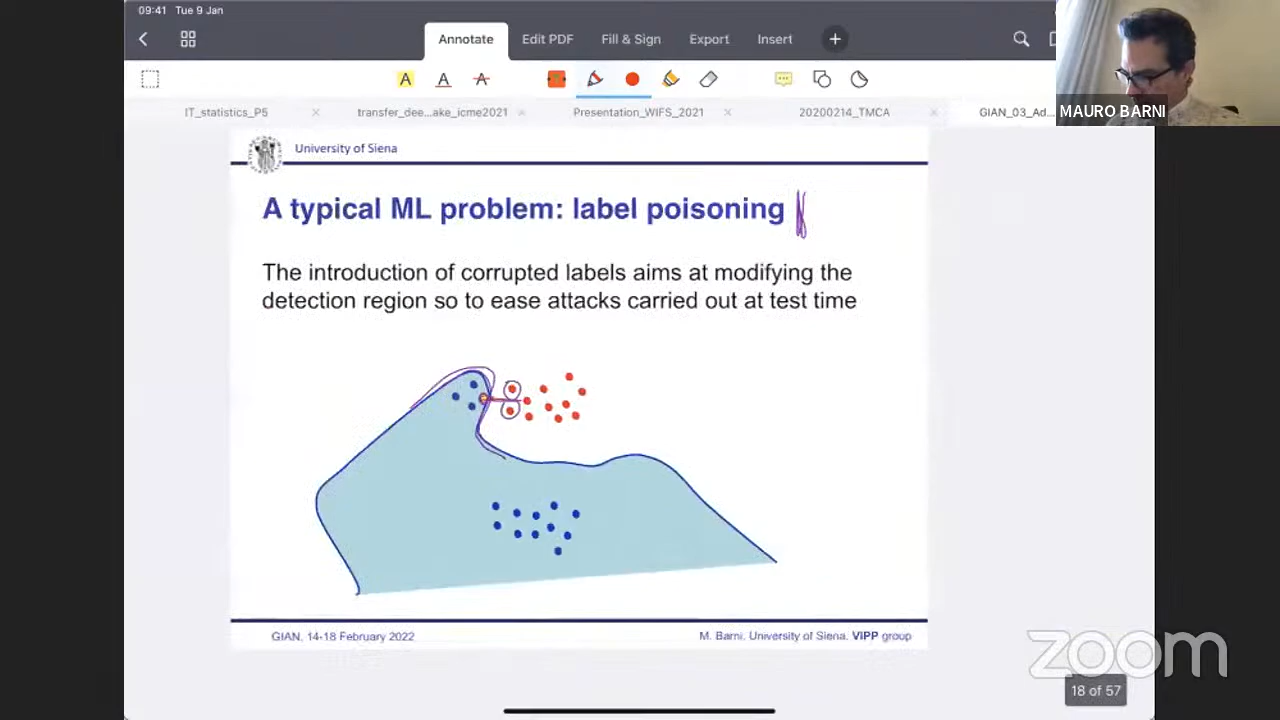 09:41 Tue 9 Jan
Annotate Edit PDF Fill & Sign Export Insert
A A A
IT_statistics_P5 transfer_dee...ake_icme2021 Presentation_WIFS_2021 20200214_TMCA GIAN_03_Ad...
MAURO BARNI
University of Siena
A typical ML problem: label poisoning
The introduction of corrupted labels aims at modifying the
detection region so to ease attacks carried out at test time
GIAN, 14-18 February 2022
M. Barni, University of Siena, VIPP group
zoom
18 of 57